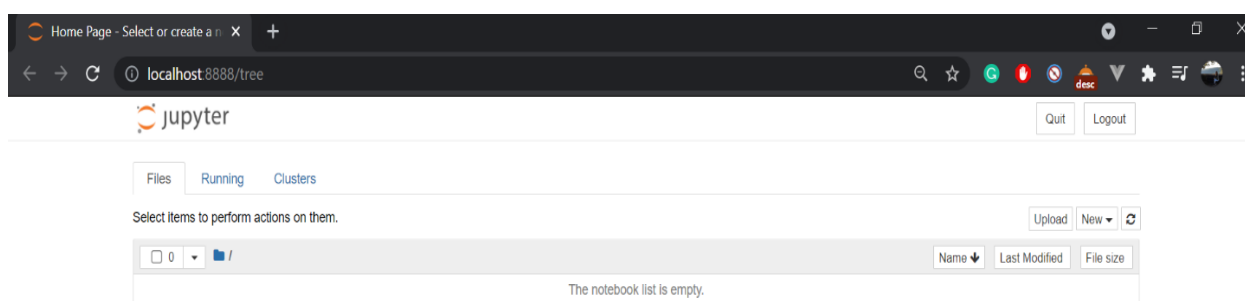 Home Page - Select or create a n
localhost:8888/tree
desc
jupyter
Quit Logout
Files Running Clusters
Select items to perform actions on them.
Upload New
0 / Name Last Modified File size
The notebook list is empty.